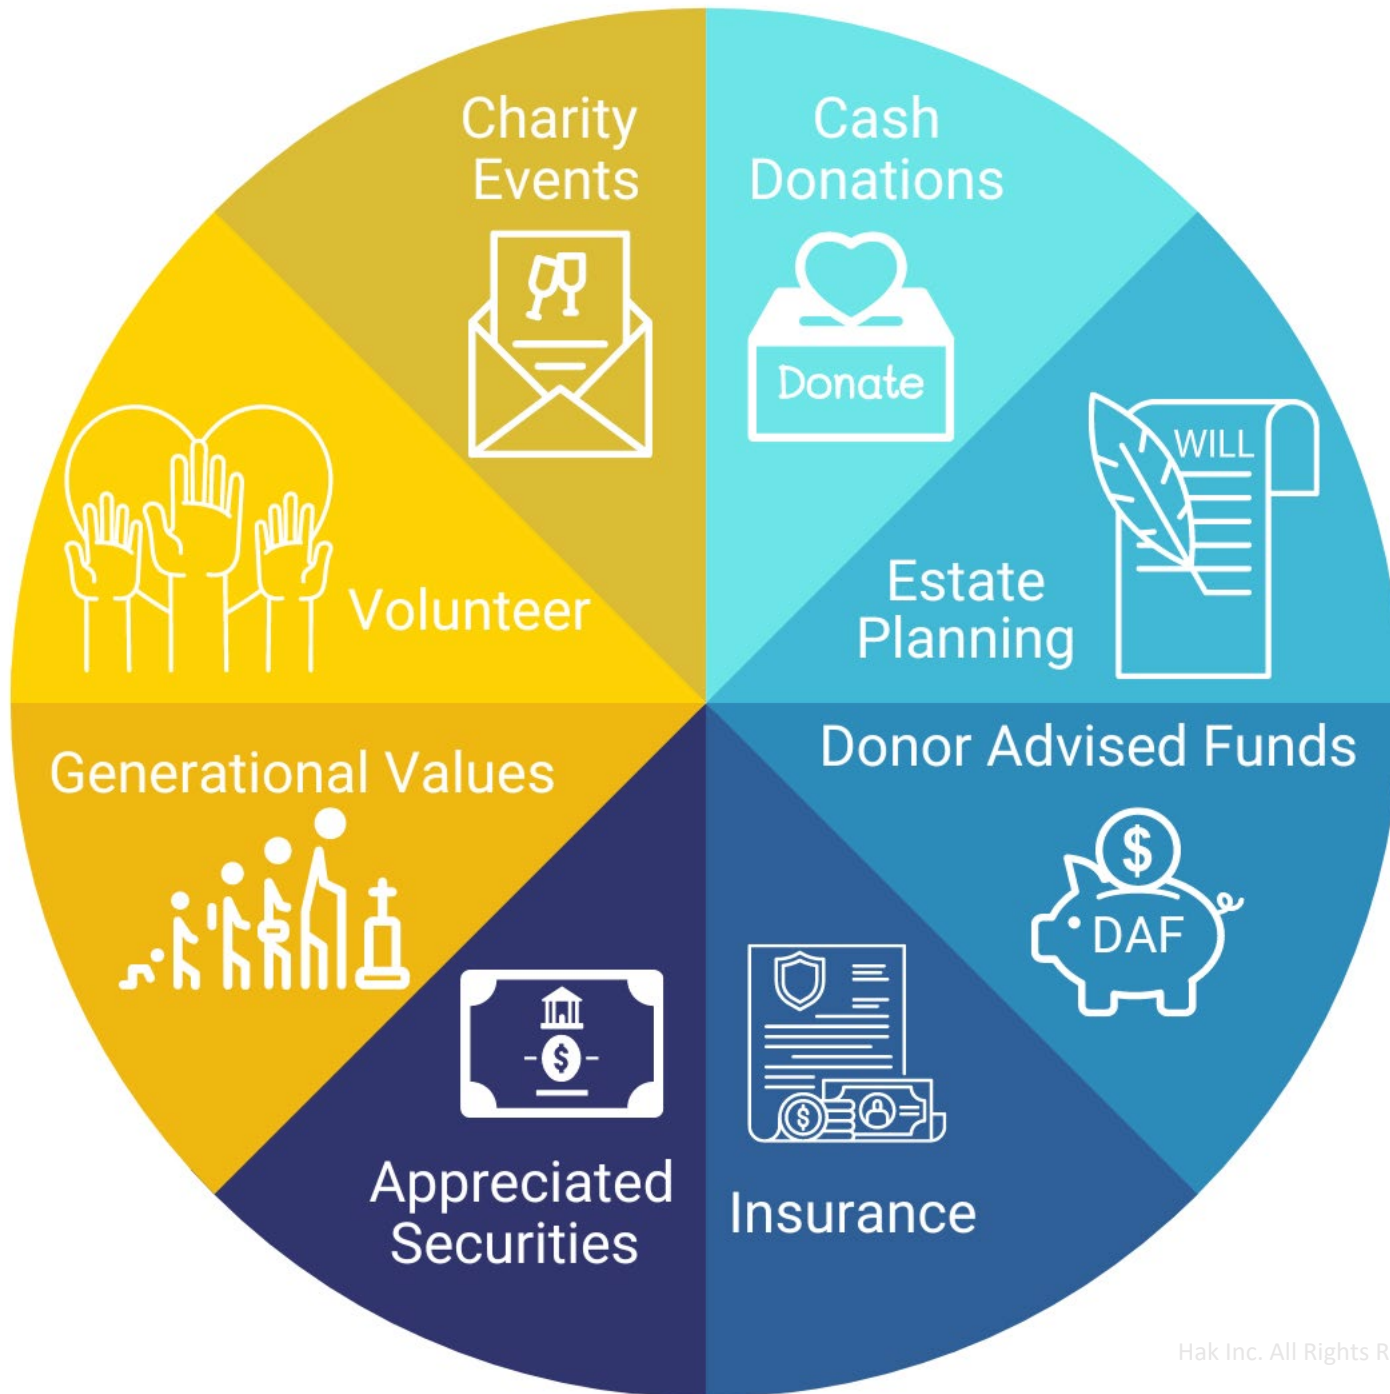 Charity
Events
Cash
Donations
Donate
WILL
Estate
Planning
Volunteer
Generational Values
Donor Advised Funds
$
DAF
$
$
Appreciated
Securities
Insurance
Hak Inc. All Rights R